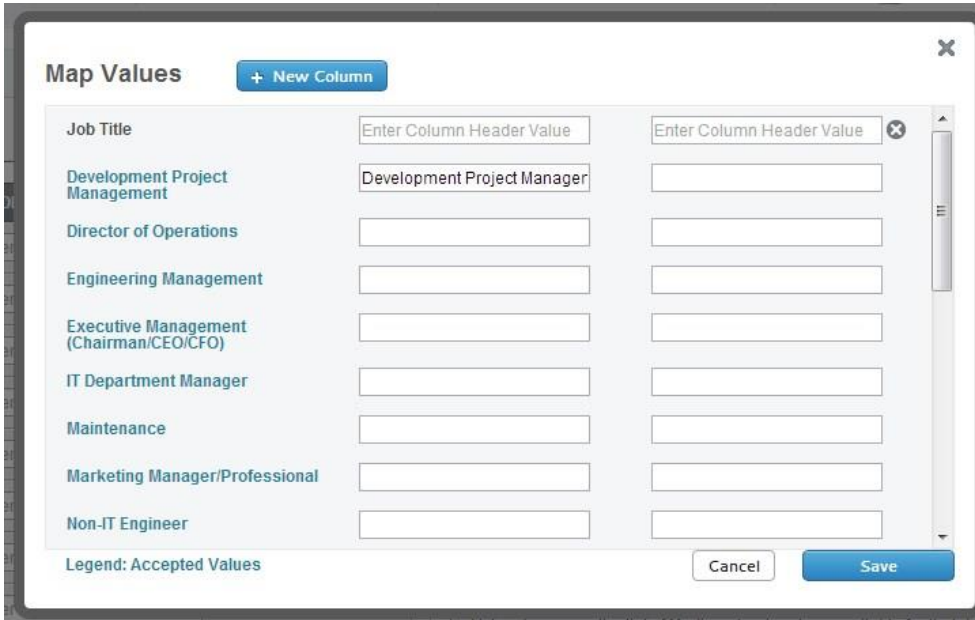 Map Values
+ New Column
Job Title
Enter Column Header Value
Enter Column Header Value
Development Project
Management
Development Project Manager
Director of Operations
Engineering Management
Executive Management
(Chairman/CEO/CFO)
IT Department Manager
Maintenance
Marketing Manager/Professional
Non-IT Engineer
Legend: Accepted Values
Cancel
Save